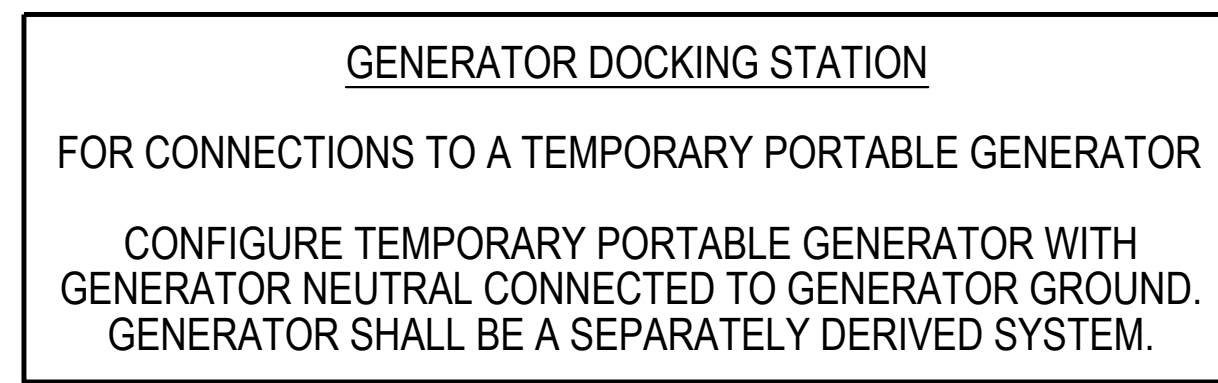 GENERATOR DOCKING STATION
FOR CONNECTIONS TO A TEMPORARY PORTABLE GENERATOR
CONFIGURE TEMPORARY PORTABLE GENERATOR WITH
GENERATOR NEUTRAL CONNECTED TO GENERATOR GROUND.
GENERATOR SHALL BE A SEPARATELY DERIVED SYSTEM.